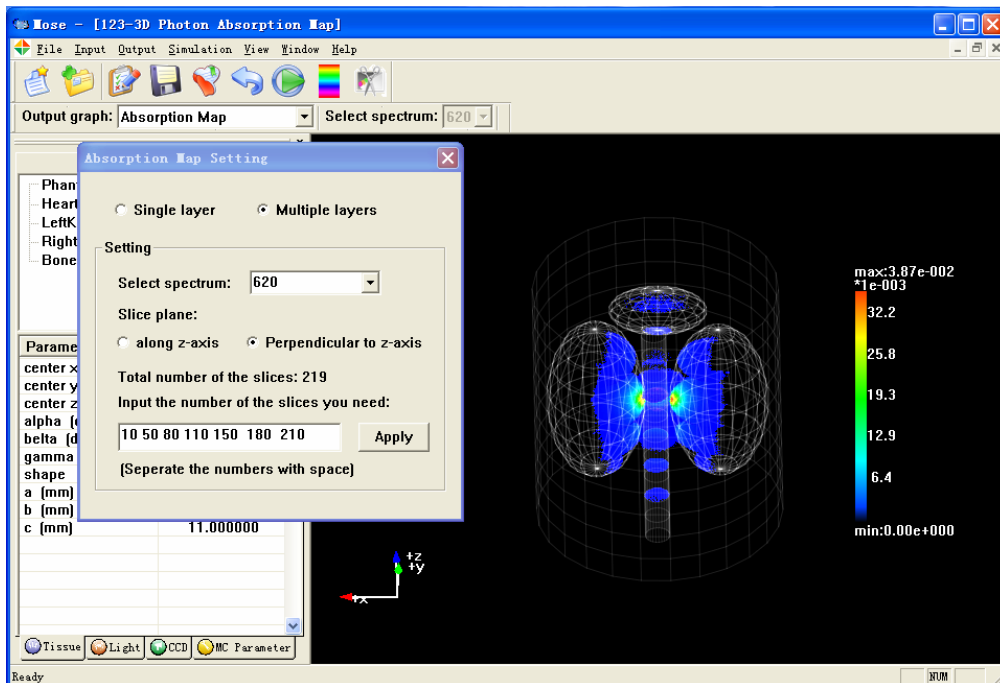 Mose - [123-3D Photon Absorption Map]
File Input Output Simulation View Window Help
Output graph: Absorption Map Select spectrum: 620
Absorption Map Setting
Single layer Multiple layers
Setting
Select spectrum: 620
Slice plane:
along z-axis Perpendicular to z-axis
Total number of the slices: 219
Input the number of the slices you need:
10 50 80 110 150 180 210 Apply
(Seperate the numbers with space)
Phan
Heart
LeftK
Right
Bone
Parame
center x
center y
center z
alpha (
belta (d
gamma
shape
a (mm)
b (mm)
c (mm) 11.000000
Tissue Light CCD MC Parameter
max:3.87e-002
*1e-003
32.2
25.8
19.3
12.9
6.4
min:0.00e+000
+z
+y
+x
Ready NUM